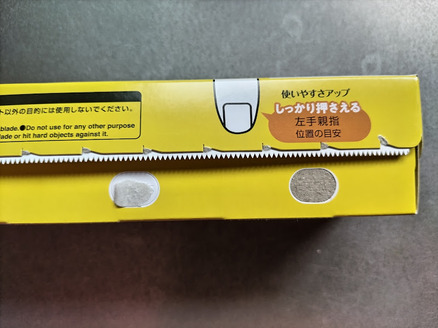 ト以外の目的には使用しないでください。
blade.●Do not use for any other purpose
lade or hit hard objects against it.
使いやすさアップ
しっかり押さえる
左手親指
位置の目安